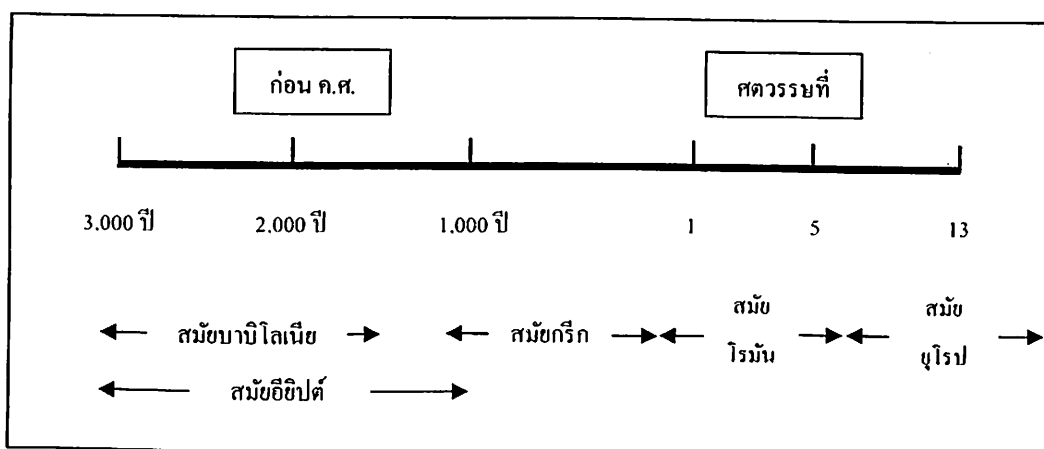 ก่อน ค.ศ.
ศตวรรษที่
3.000 ปี
2.000 ปี
1.000 ปี
1
5
13
สมัยบาบิโลเนีย
สมัยกรีก
สมัย
โรมัน
สมัย
ยุโรป
สมัยอียิปต์